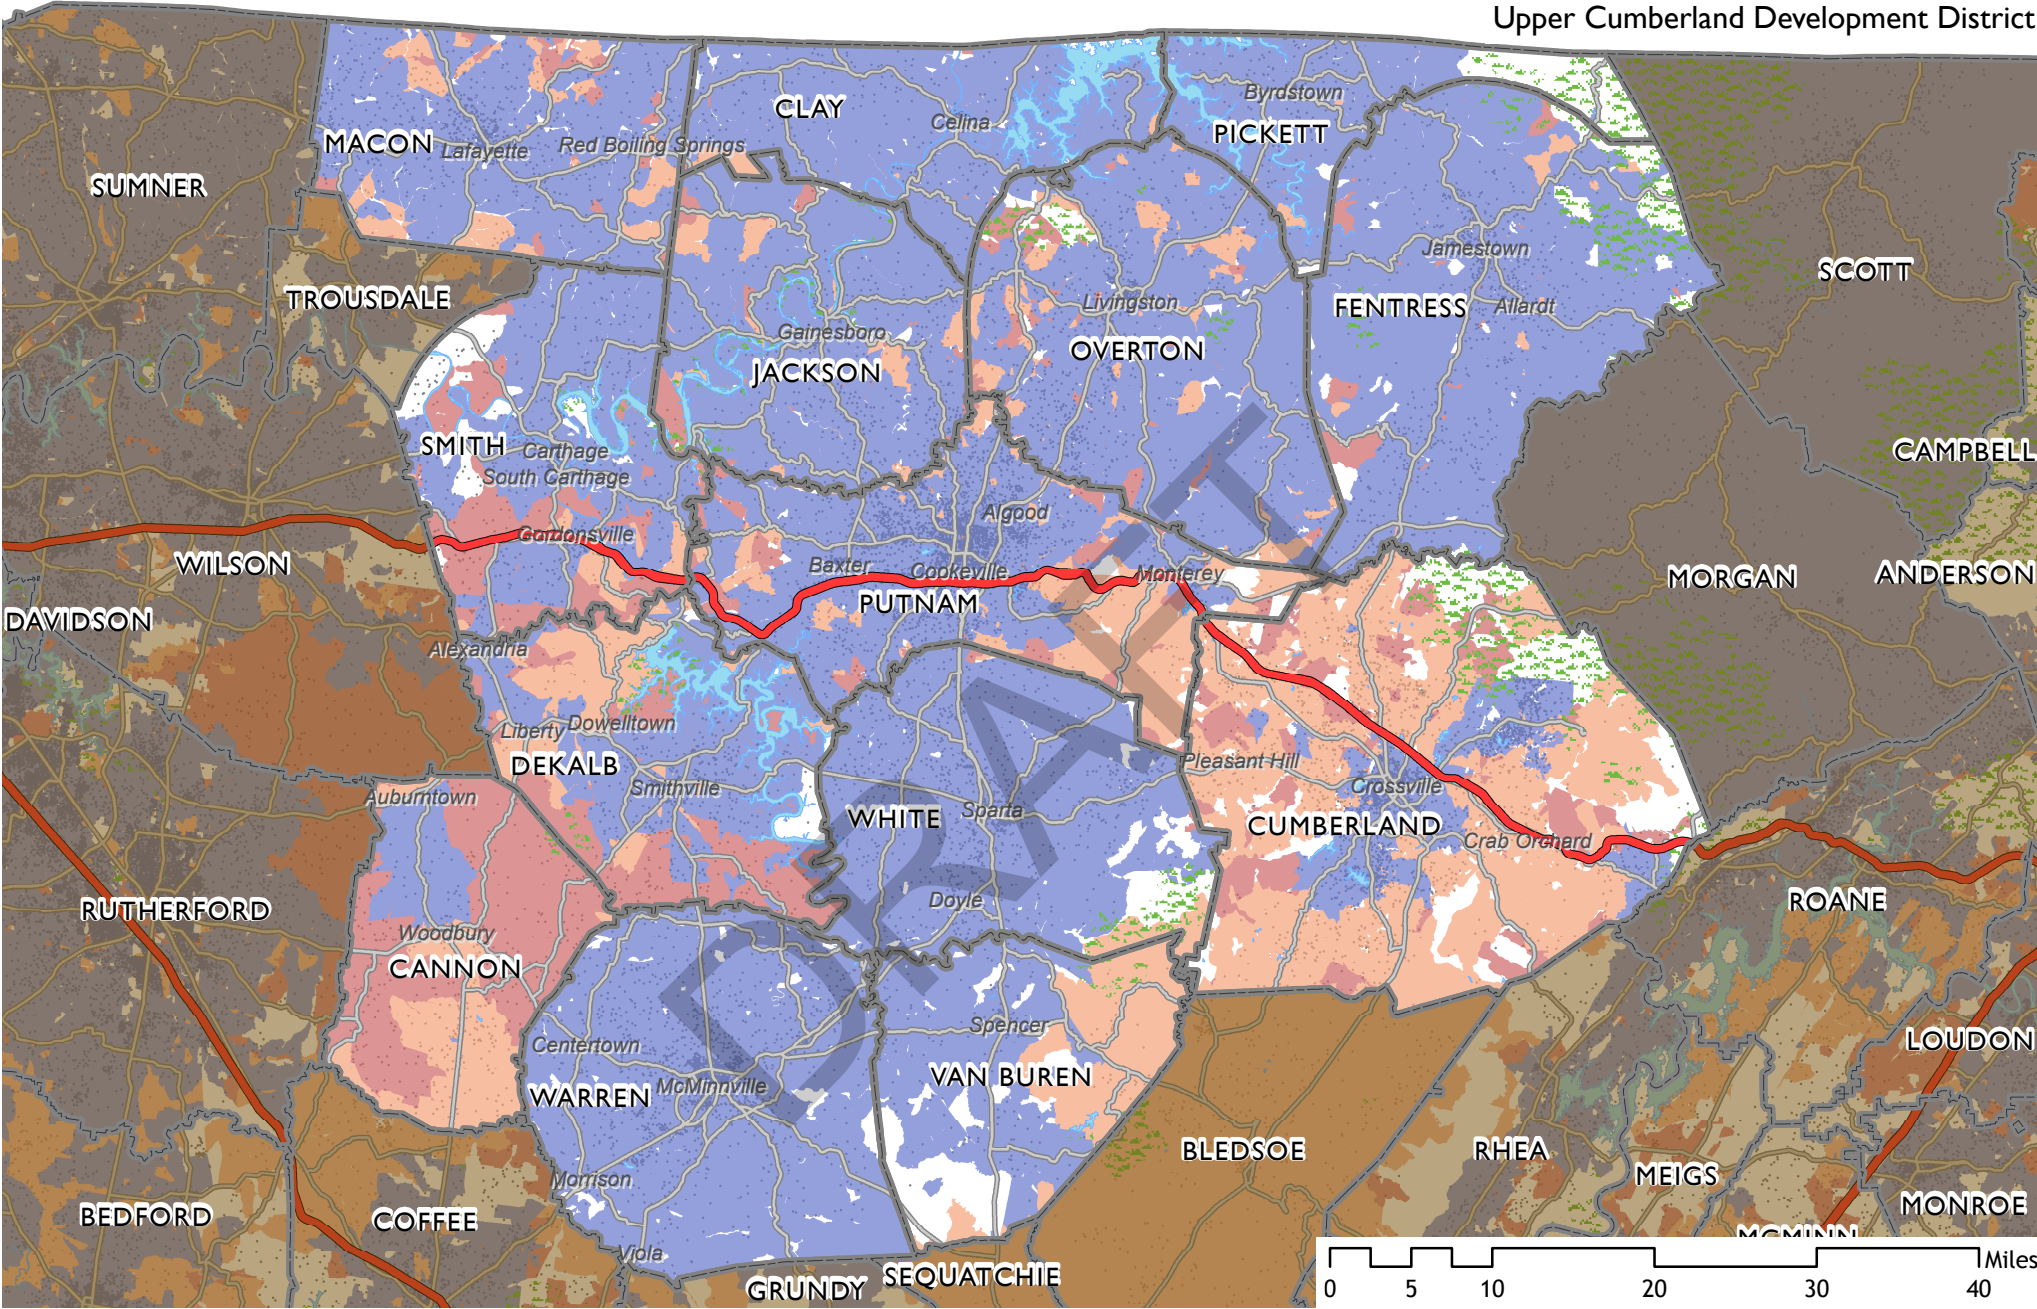 Upper Cumberland Development District
CLAY
Byrdstown
Celina
PICKETT
MACON
Lafayette
Red Boiling Springs
SUMNER
SCOTT
TROUSDALE
Livingston
Jamestown
FENTRESS
Allardt
Gainesboro
OVERTON
JACKSON
SMITH
Carthage
South Carthage
CAMPBELL
Algood
Gordonsville
WILSON
Baxter
Cookeville
Monterey
MORGAN
ANDERSON
PUTNAM
DAVIDSON
Alexandria
Liberty
Dowelltown
DEKALB
Pleasant Hill
Smithville
Crossville
Auburntown
WHITE
Sparta
CUMBERLAND
Crab Orchard
RUTHERFORD
Doyle
ROANE
Woodbury
CANNON
DRAFT
Spencer
Centertown
LOUDON
VAN BUREN
WARREN
McMinnville
BLEDSOE
RHEA
MEIGS
Morrison
MONROE
BEDFORD
COFFEE
MCMINN
Viola
SEQUATCHIE
GRUNDY
Miles
0 5 10 20 30 40